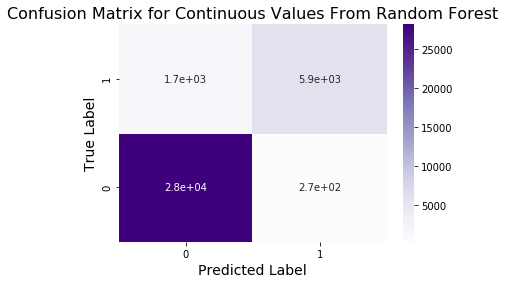 Confusion Matrix for Continuous Values From Random Forest
1 1.7e+03 5.9e+03
0 2.8e+04 2.7e+02
0 1
True Label
Predicted Label
25000
20000
15000
10000
5000